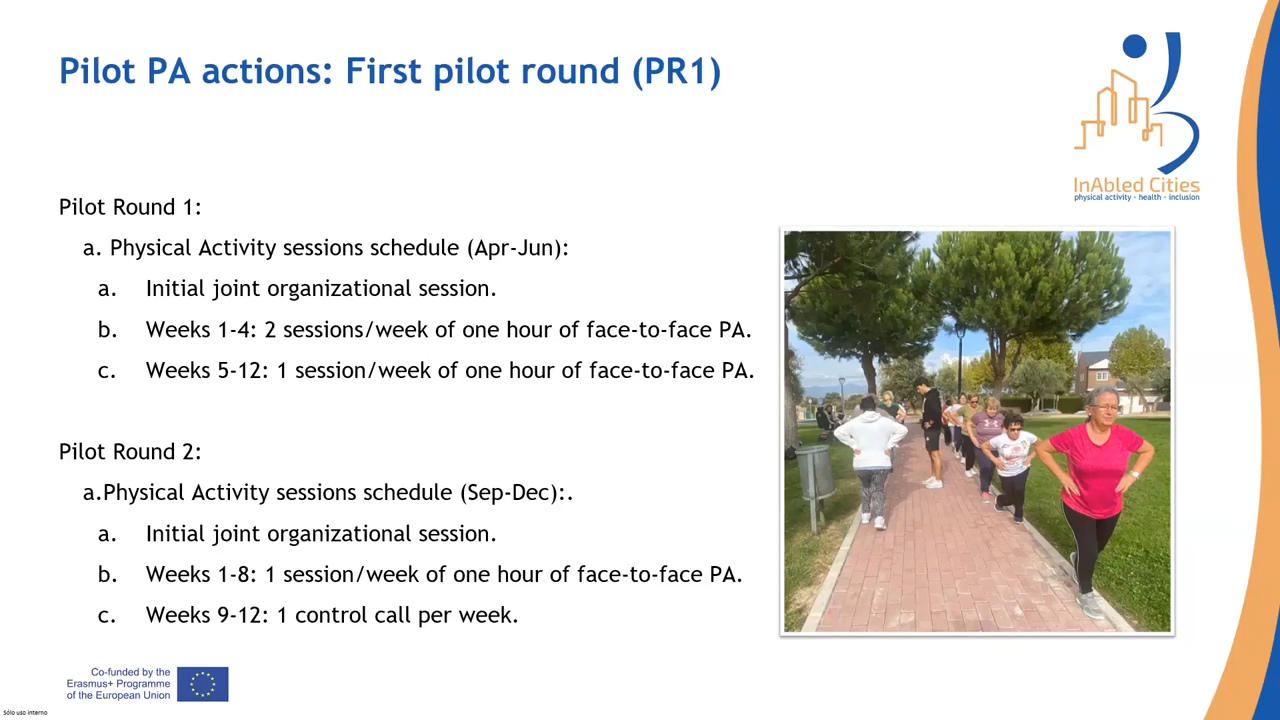 Pilot PA actions: First pilot round (PR1)
InAbled Cities
physical activity - health - inclusion
Pilot Round 1:
a. Physical Activity sessions schedule (Apr-Jun):
a. Initial joint organizational session.
b. Weeks 1-4: 2 sessions/week of one hour of face-to-face PA.
c. Weeks 5-12: 1 session/week of one hour of face-to-face PA.
Pilot Round 2:
a.Physical Activity sessions schedule (Sep-Dec):.
a. Initial joint organizational session.
b. Weeks 1-8: 1 session/week of one hour of face-to-face PA.
c. Weeks 9-12: 1 control call per week.
Co-funded by the
Erasmus+ Programme
of the European Union
Sólo uso interno